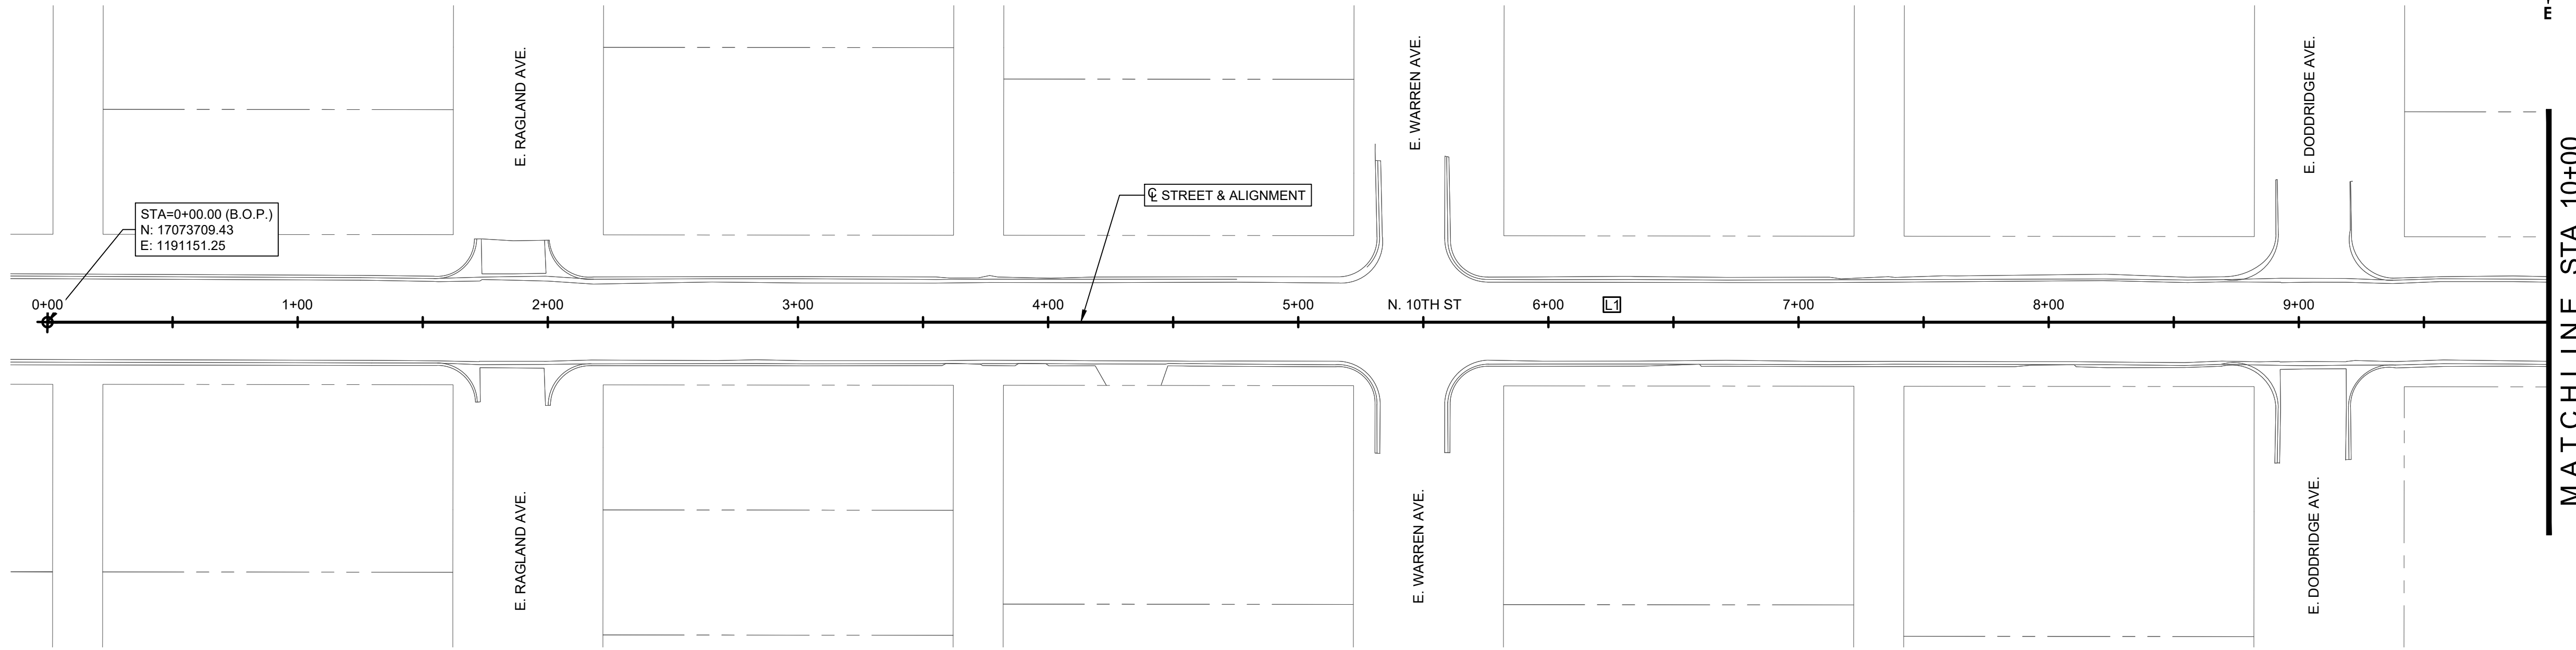 E
E. RAGLAND AVE.
E. WARREN AVE.
E. DODDRIDGE AVE.
STA=0+00.00 (B.O.P.)
N: 17073709.43
E: 1191151.25
℄ STREET & ALIGNMENT
0+00 1+00 2+00 3+00 4+00 5+00 N. 10TH ST 6+00 L1 7+00 8+00 9+00
MATCHLINE STA 10+00
E. RAGLAND AVE.
E. WARREN AVE.
E. DODDRIDGE AVE.